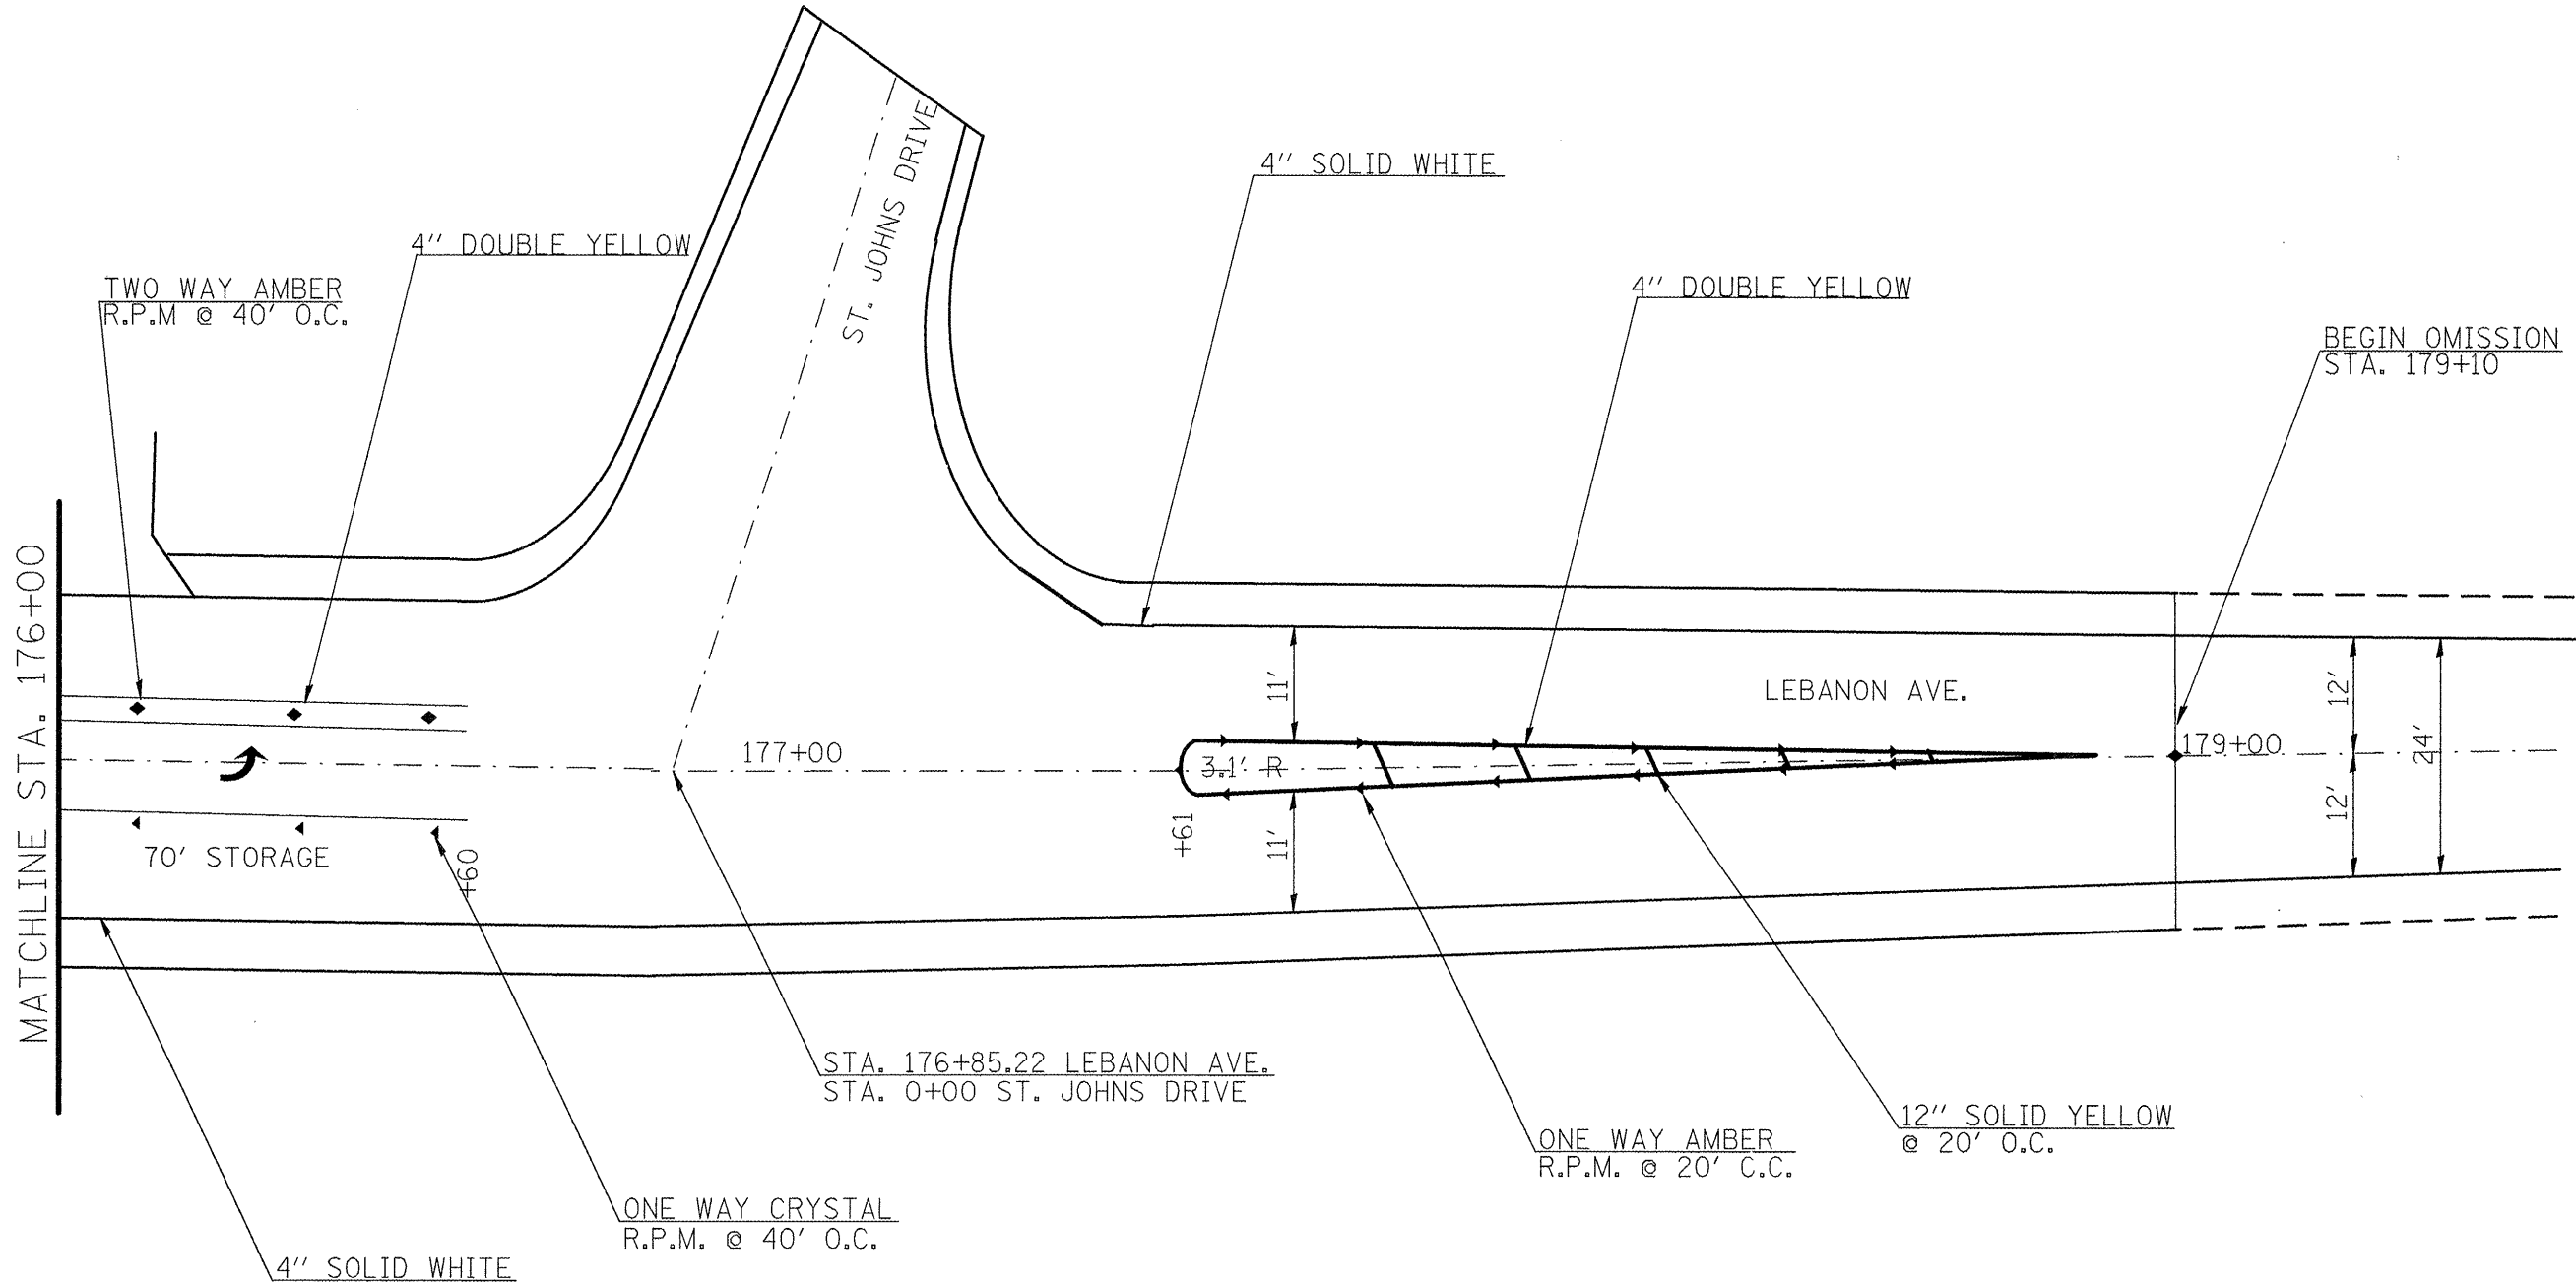 4" SOLID WHITE
4" DOUBLE YELLOW
TWO WAY AMBER
R.P.M @ 40' O.C.
ST. JOHNS DRIVE
4" DOUBLE YELLOW
BEGIN OMISSION
STA. 179+10
MATCHLINE STA. 176+00
11'
LEBANON AVE.
12'
24'
177+00
3.1' R
179+00
70' STORAGE
+60
+61
11'
12'
STA. 176+85.22 LEBANON AVE.
STA. 0+00 ST. JOHNS DRIVE
12" SOLID YELLOW
@ 20' O.C.
ONE WAY AMBER
R.P.M. @ 20' C.C.
ONE WAY CRYSTAL
R.P.M. @ 40' O.C.
4" SOLID WHITE